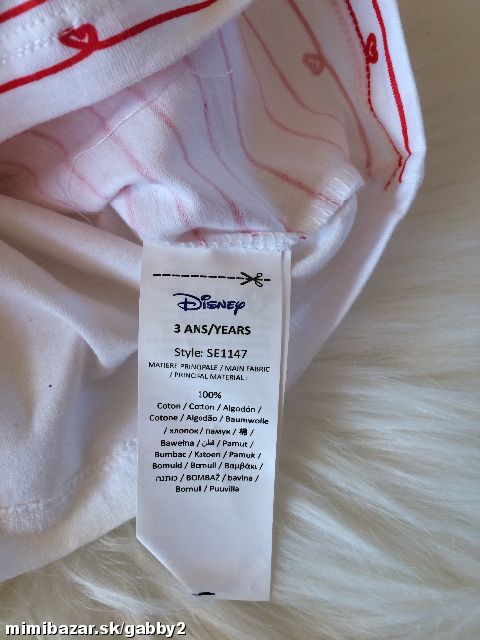 Disney
3 ANS/YEARS
Style: SE1147
MATIERE PRINCIPALE / MAIN FABRIC
/ PRINCIPAL MATERIAL :
100%
Coton / Cotton / Algodón /
Cotone / Algodão / Baumwolle
/ хлопок / памук / 棉 /
Bawełna / قطن / Pamut /
Bumbac / Katoen / Pamuk /
Bomuld / Bomull / Βαμβάκι
/ כותנה / BOMBAŽ / bavlna /
Bomull / Puuvilla
mimibazar.sk/gabby2